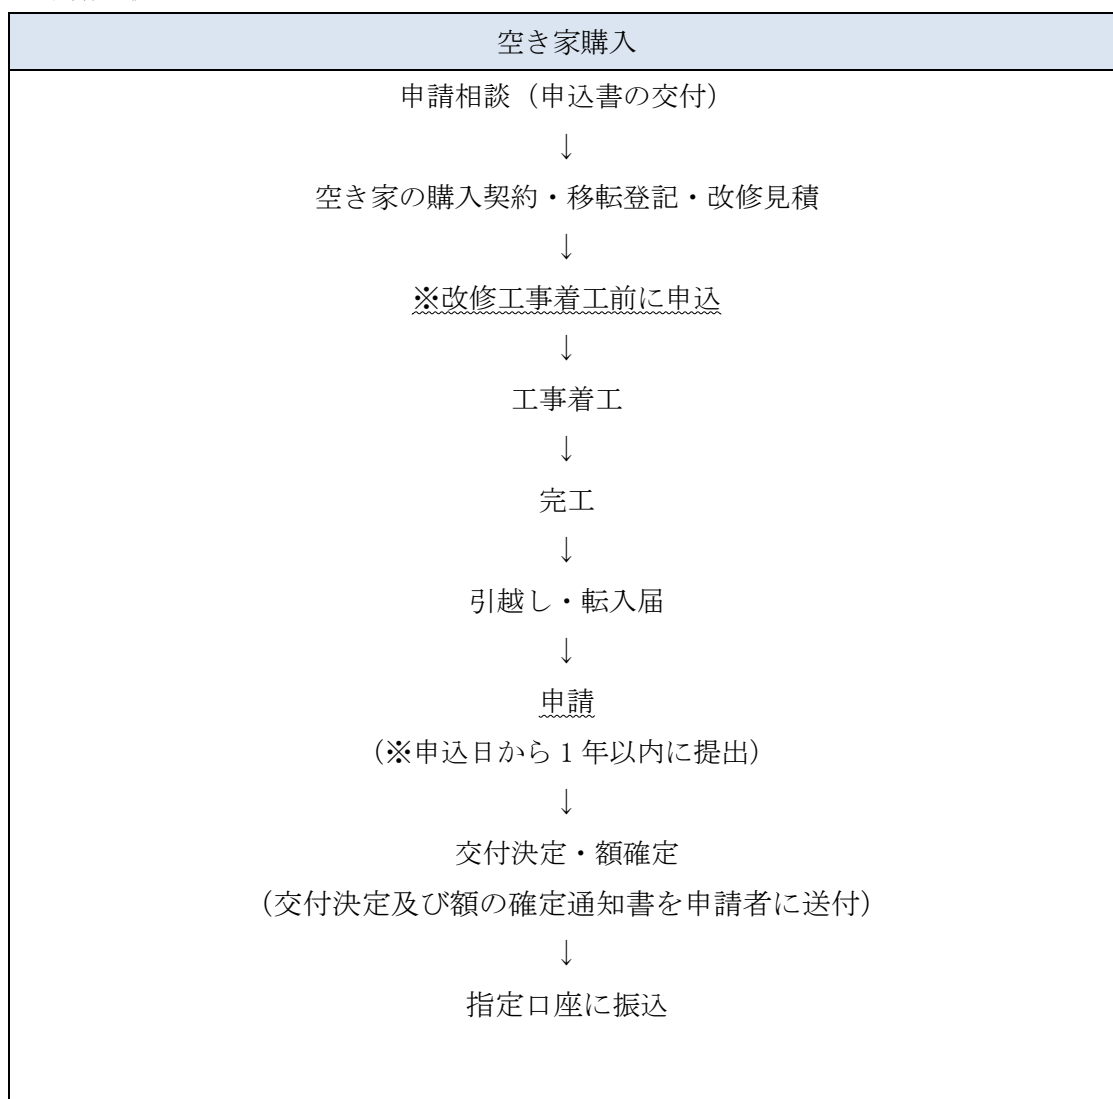 空き家購入
申請相談（申込書の交付）
↓
空き家の購入契約・移転登記・改修見積
↓
※改修工事着工前に申込
↓
工事着工
↓
完工
↓
引越し・転入届
↓
申請
（※申込日から1年以内に提出）
↓
交付決定・額確定
（交付決定及び額の確定通知書を申請者に送付）
↓
指定口座に振込